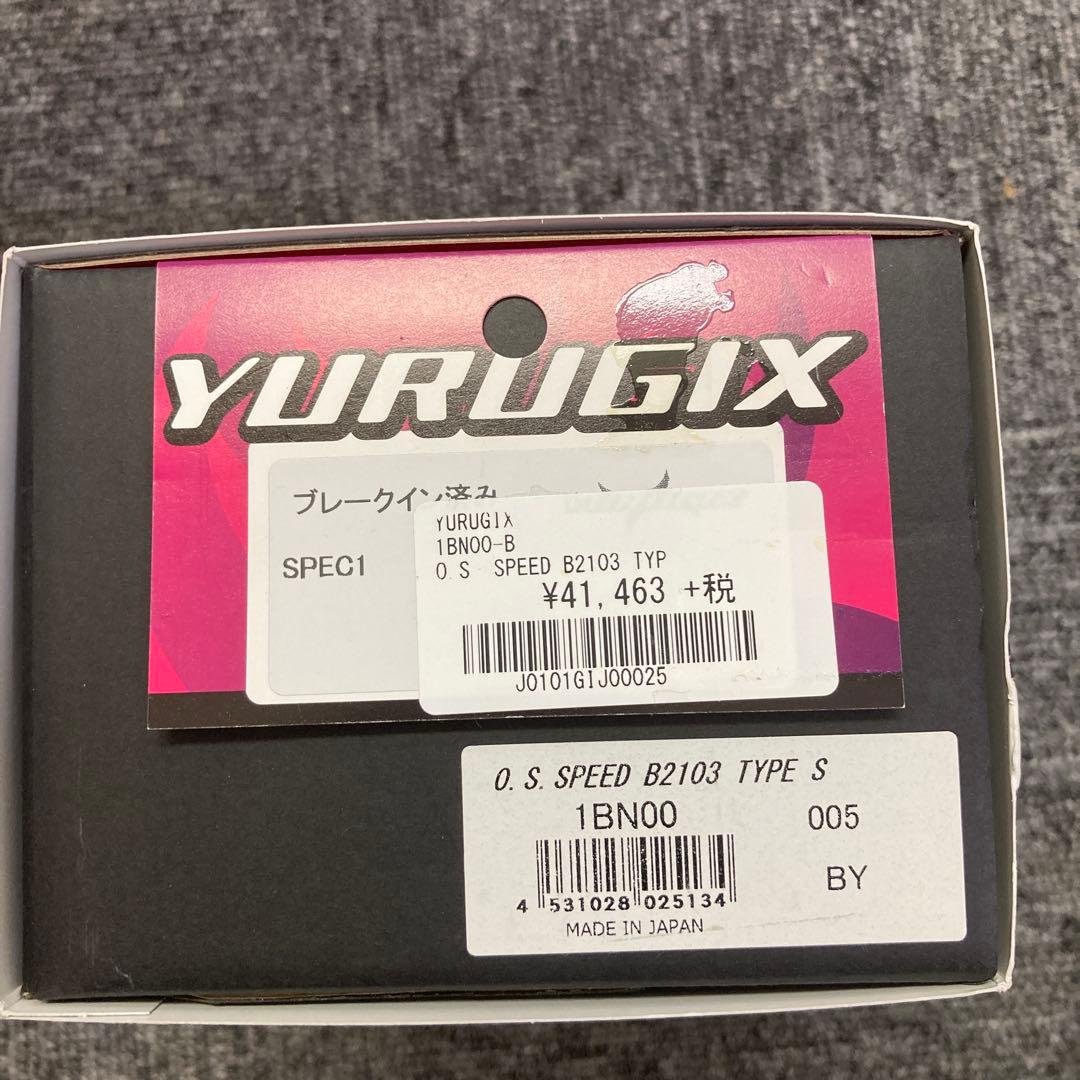 YURUGIX
ブレークイン済み
SPEC1
YURUGIX
1BN00-B
O.S SPEED B2103 TYP
¥41,463 +税
J0101GIJ00025
O.S.SPEED B2103 TYPE S
1BN00 005
BY
4 531028 025134
MADE IN JAPAN